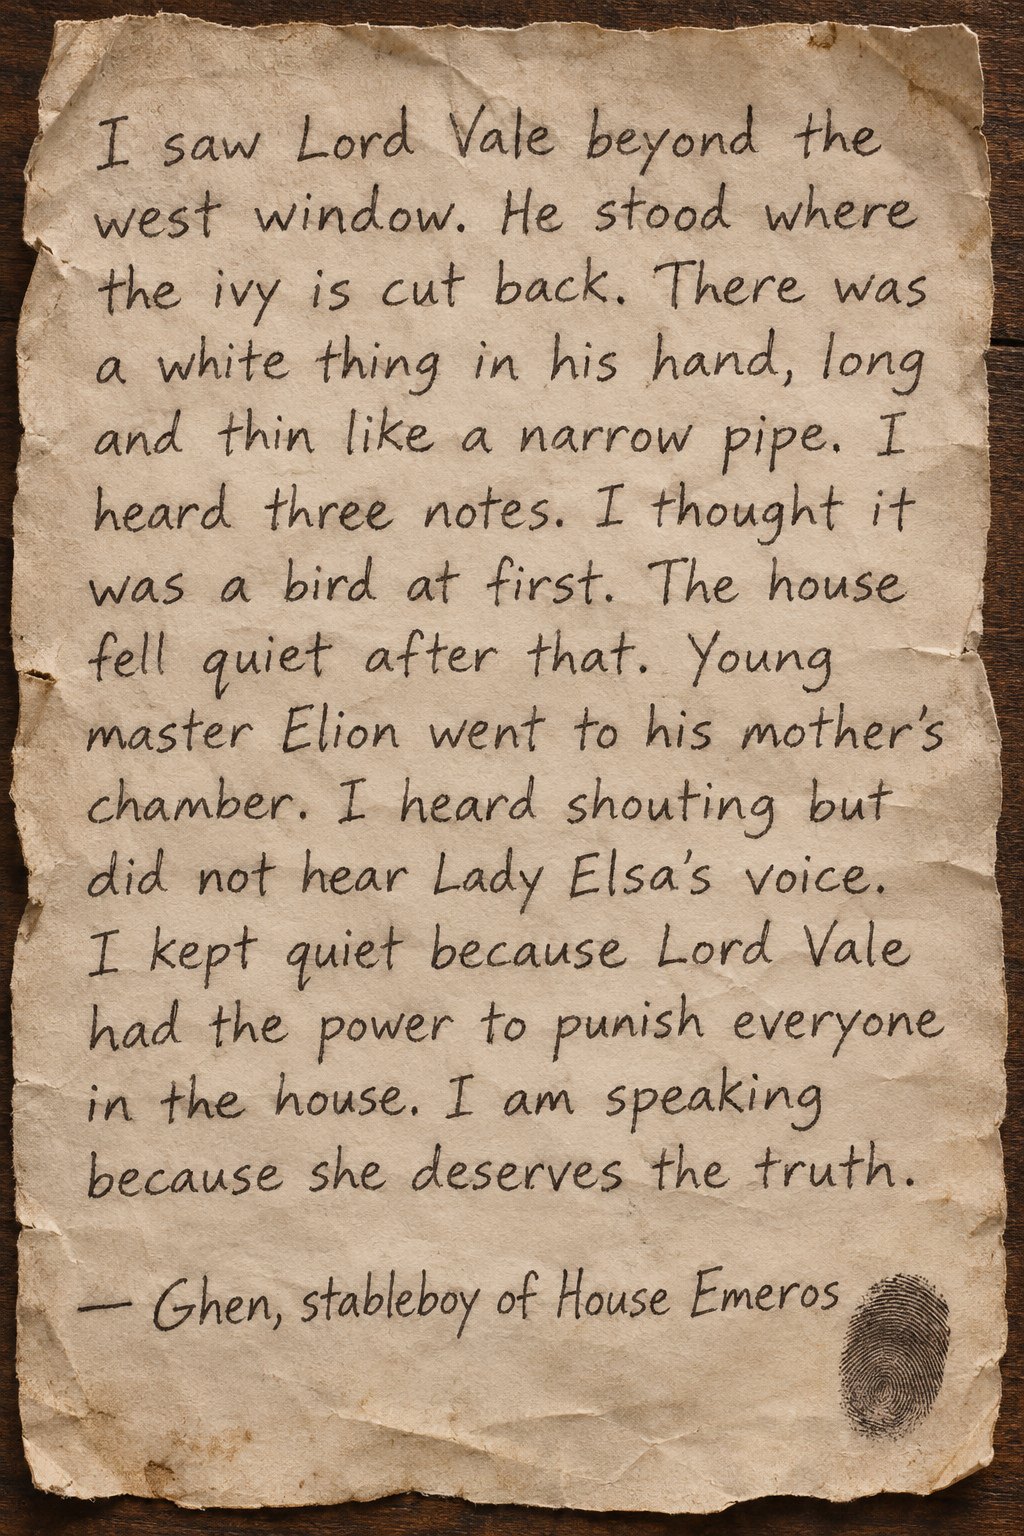 I saw Lord Vale beyond the
west window. He stood where
the ivy is cut back. There was
a white thing in his hand, long
and thin like a narrow pipe. I
heard three notes. I thought it
was a bird at first. The house
fell quiet after that. Young
master Elion went to his mother's
chamber. I heard shouting but
did not hear Lady Elsa's voice.
I kept quiet because Lord Vale
had the power to punish everyone
in the house. I am speaking
because she deserves the truth.
— Ghen, stableboy of House Emeros